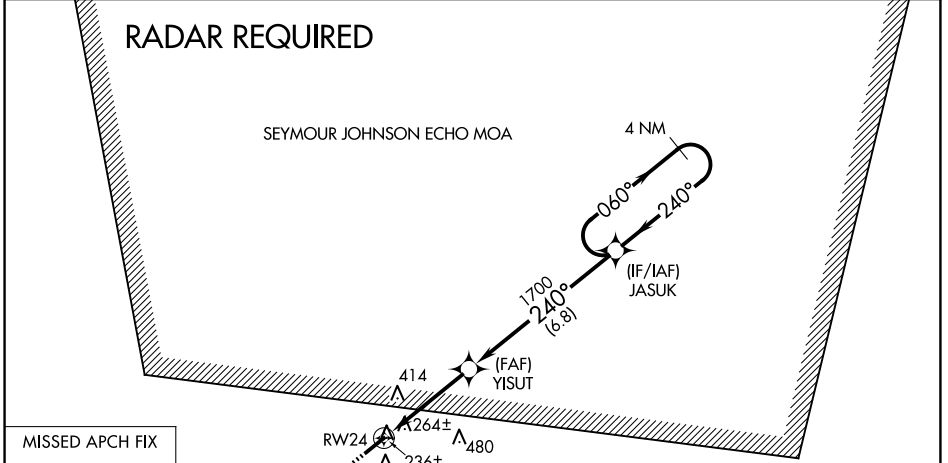 RADAR REQUIRED
SEYMOUR JOHNSON ECHO MOA
4 NM
060°
240°
(IF/IAF)
JASUK
1700
240°
(6.8)
(FAF)
YISUT
414
264±
480
RW24
236±
MISSED APCH FIX